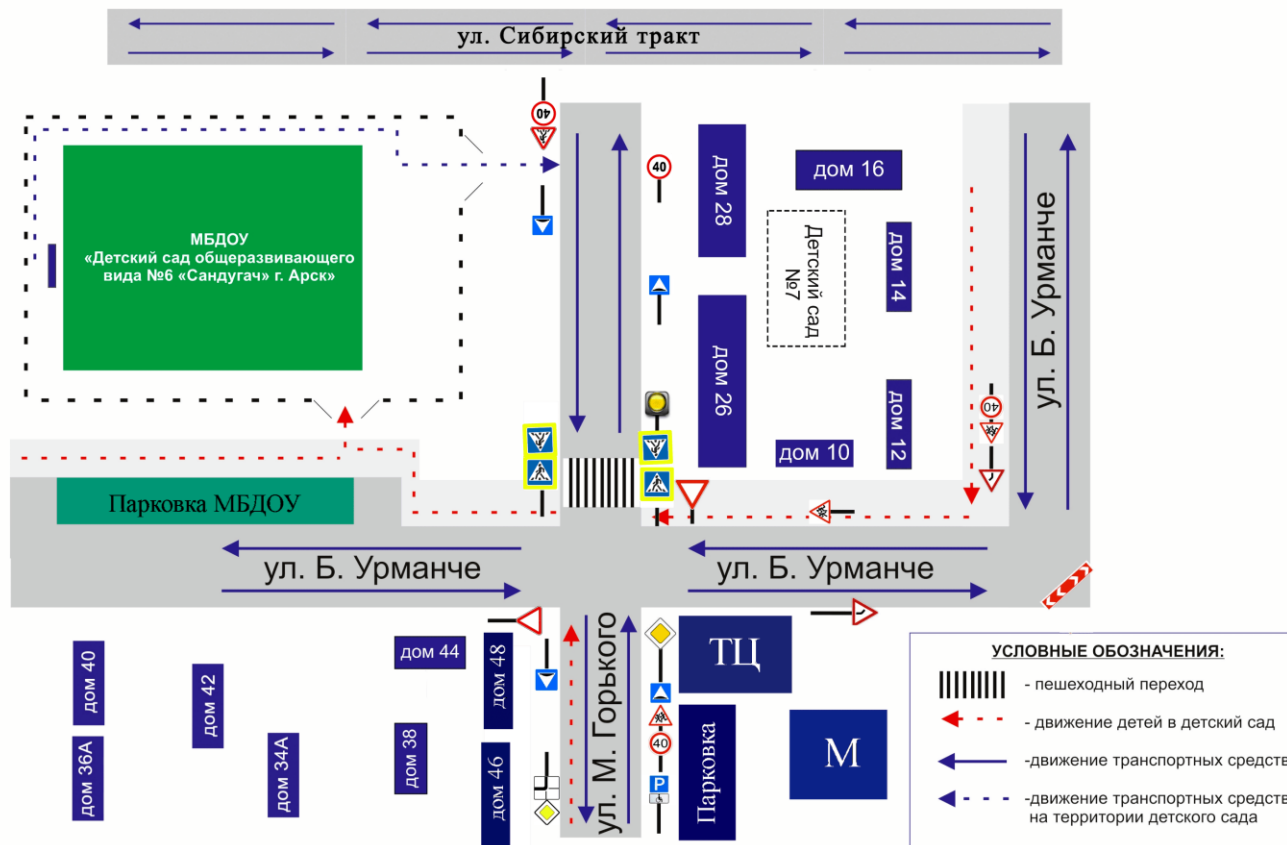 ул. Сибирский тракт
40
40
МБДОУ
«Детский сад общеразвивающего
вида №6 «Сандугач» г. Арск»
дом 28
дом 16
Детский сад
№7
дом 14
ул. Б. Урманче
дом 26
дом 12
40
дом 10
Парковка МБДОУ
ул. Б. Урманче
ул. Б. Урманче
дом 40
дом 42
дом 44
дом 48
ул. М. Горького
ТЦ
дом 36А
дом 34А
дом 38
дом 46
40
P
Парковка
М
УСЛОВНЫЕ ОБОЗНАЧЕНИЯ:
- пешеходный переход
- движение детей в детский сад
-движение транспортных средств
-движение транспортных средств
на территории детского сада